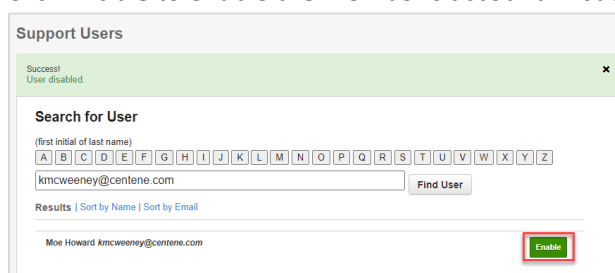 Support Users
Success!
User disabled.
×
Search for User
(first initial of last name)
A B C D E F G H I J K L M N O P Q R S T U V W X Y Z
kmcweeney@centene.com
Find User
Results | Sort by Name | Sort by Email
Moe Howard kmcweeney@centene.com
Enable